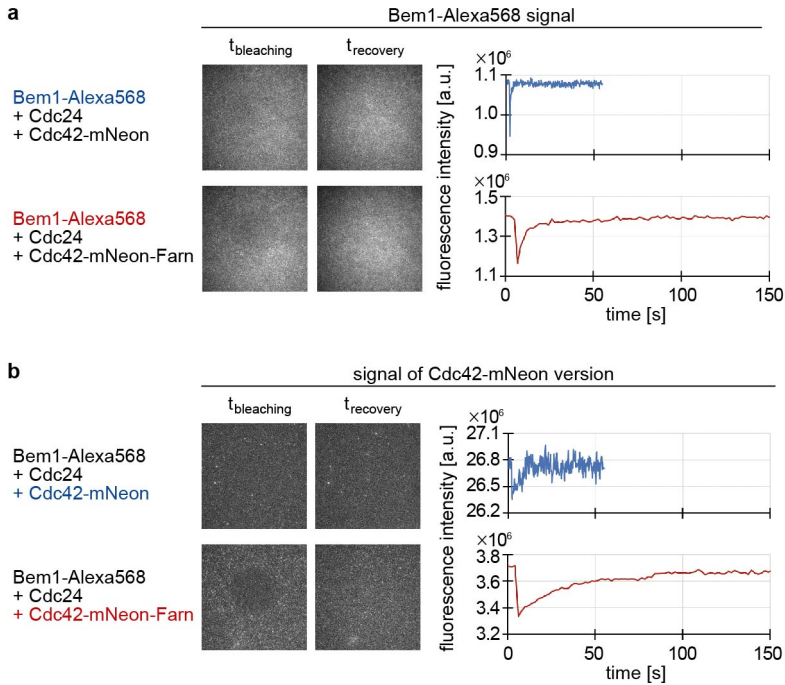 a
Bem1-Alexa568 signal
t_bleaching t_recovery
Bem1-Alexa568
+ Cdc24
+ Cdc42-mNeon
Bem1-Alexa568
+ Cdc24
+ Cdc42-mNeon-Farn
fluorescence intensity [a.u.]
×10⁶
1.1
1.0
0.9
×10⁶
1.5
1.3
1.1
0 50 100 150
time [s]
b
signal of Cdc42-mNeon version
t_bleaching t_recovery
Bem1-Alexa568
+ Cdc24
+ Cdc42-mNeon
Bem1-Alexa568
+ Cdc24
+ Cdc42-mNeon-Farn
fluorescence intensity [a.u.]
×10⁶
27.1
26.8
26.5
26.2
×10⁶
3.8
3.6
3.4
3.2
0 50 100 150
time [s]